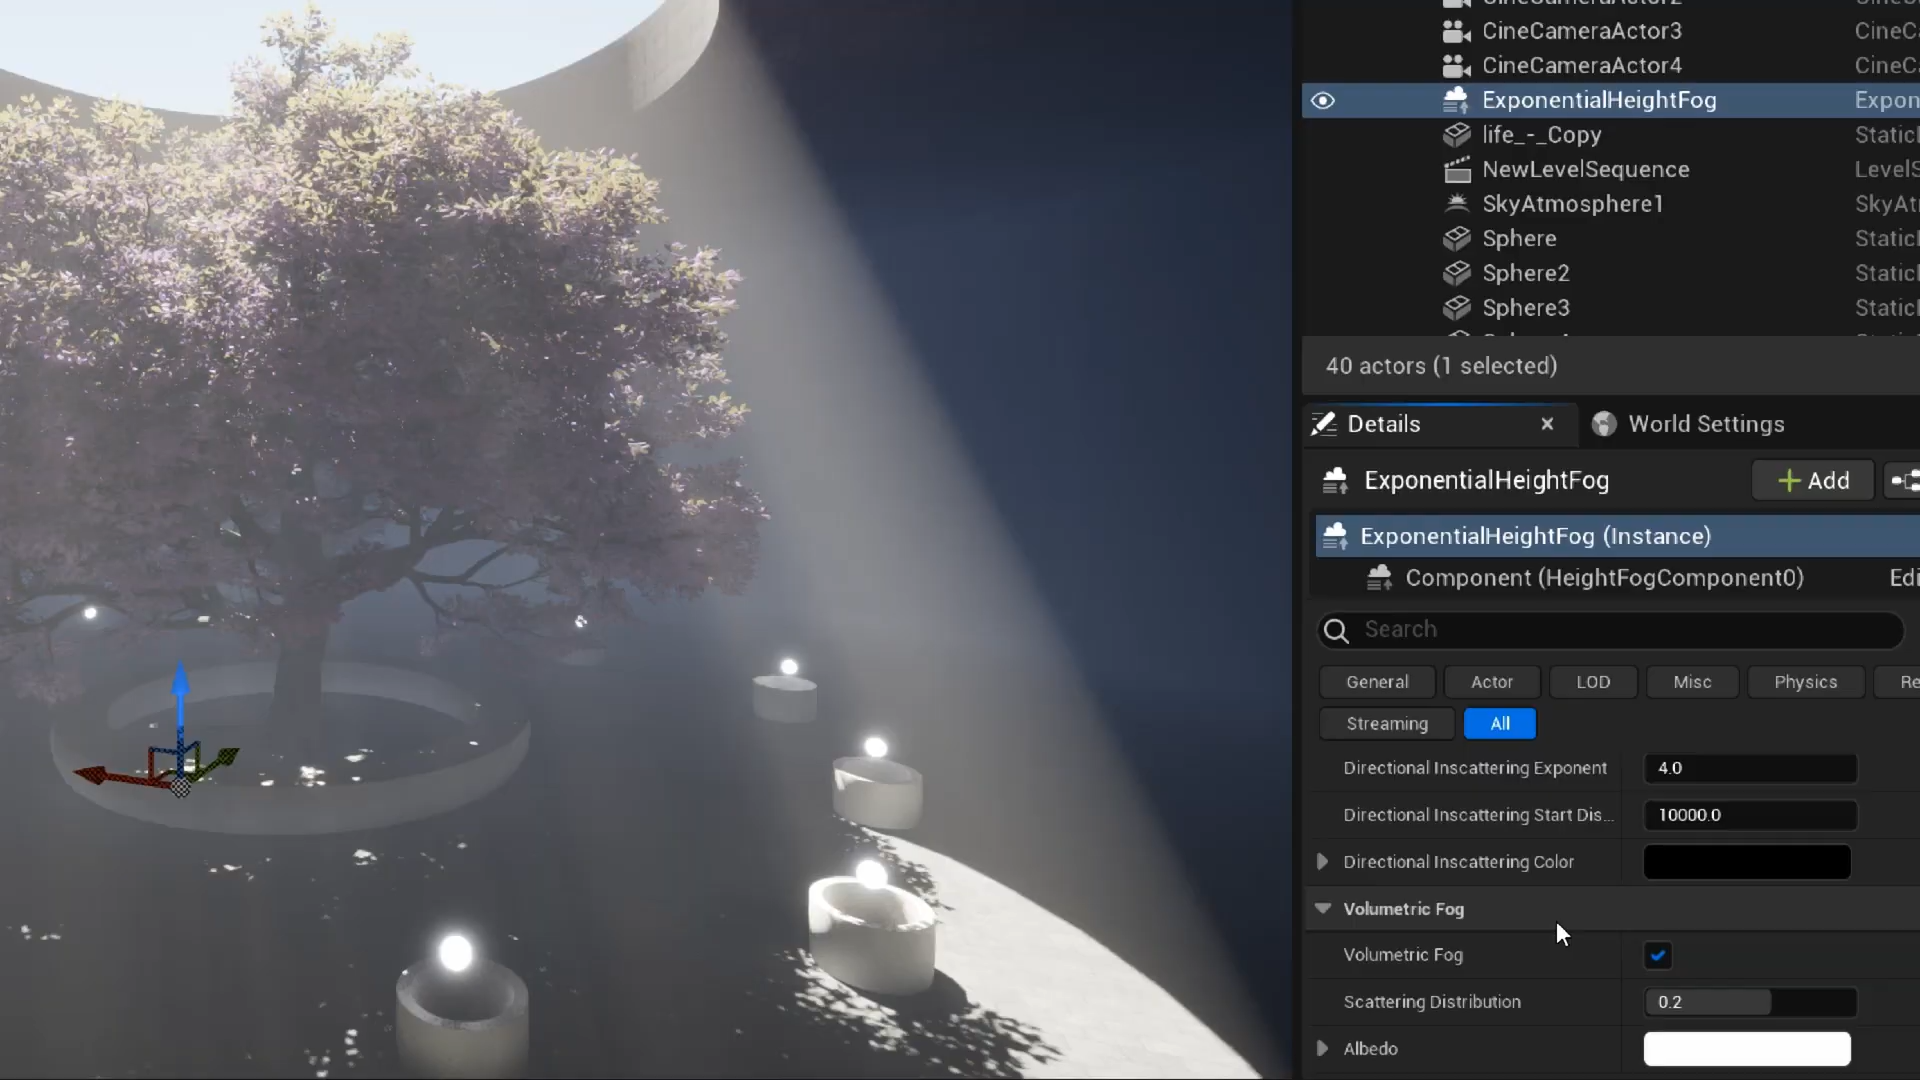 CineCameraActor3 CineC
CineCameraActor4 CineC
ExponentialHeightFog Expon
life_-_Copy Static
NewLevelSequence LevelS
SkyAtmosphere1 SkyAt
Sphere Static
Sphere2 Static
Sphere3 Static
40 actors (1 selected)
Details World Settings
ExponentialHeightFog Add
ExponentialHeightFog (Instance)
Component (HeightFogComponent0) Edi
Search
General Actor LOD Misc Physics Re
Streaming All
Directional Inscattering Exponent 4.0
Directional Inscattering Start Dis... 10000.0
Directional Inscattering Color
Volumetric Fog
Volumetric Fog
Scattering Distribution 0.2
Albedo